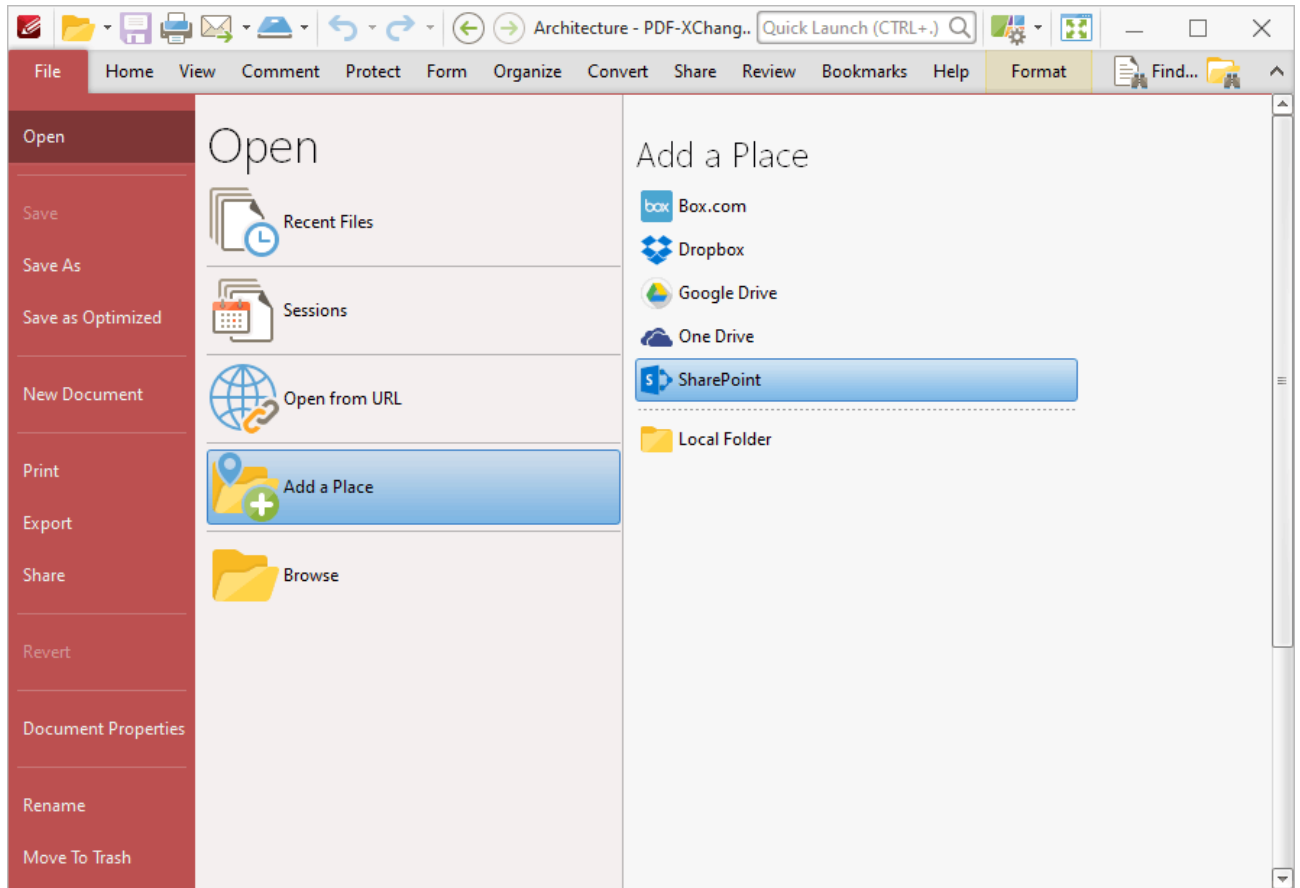 Architecture - PDF-XChang.. Quick Launch (CTRL+.)
File Home View Comment Protect Form Organize Convert Share Review Bookmarks Help Format Find...
Open
Save
Save As
Save as Optimized
New Document
Print
Export
Share
Revert
Document Properties
Rename
Move To Trash
Open
Recent Files
Sessions
Open from URL
Add a Place
Browse
Add a Place
box Box.com
Dropbox
Google Drive
One Drive
S SharePoint
Local Folder